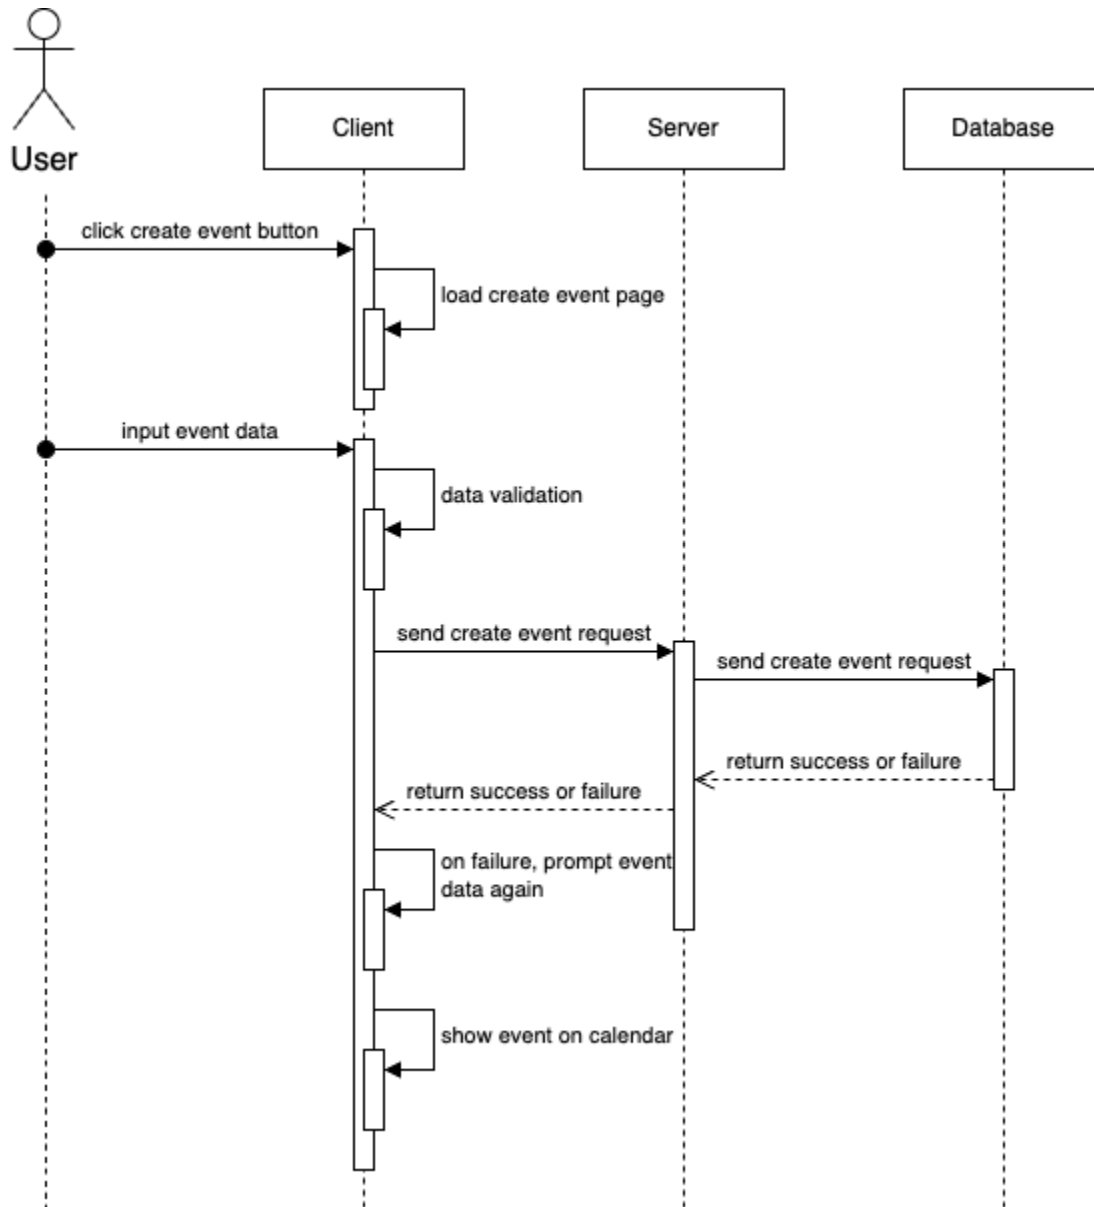 User
Client
Server
Database
click create event button
load create event page
input event data
data validation
send create event request
send create event request
return success or failure
return success or failure
on failure, prompt event
data again
show event on calendar